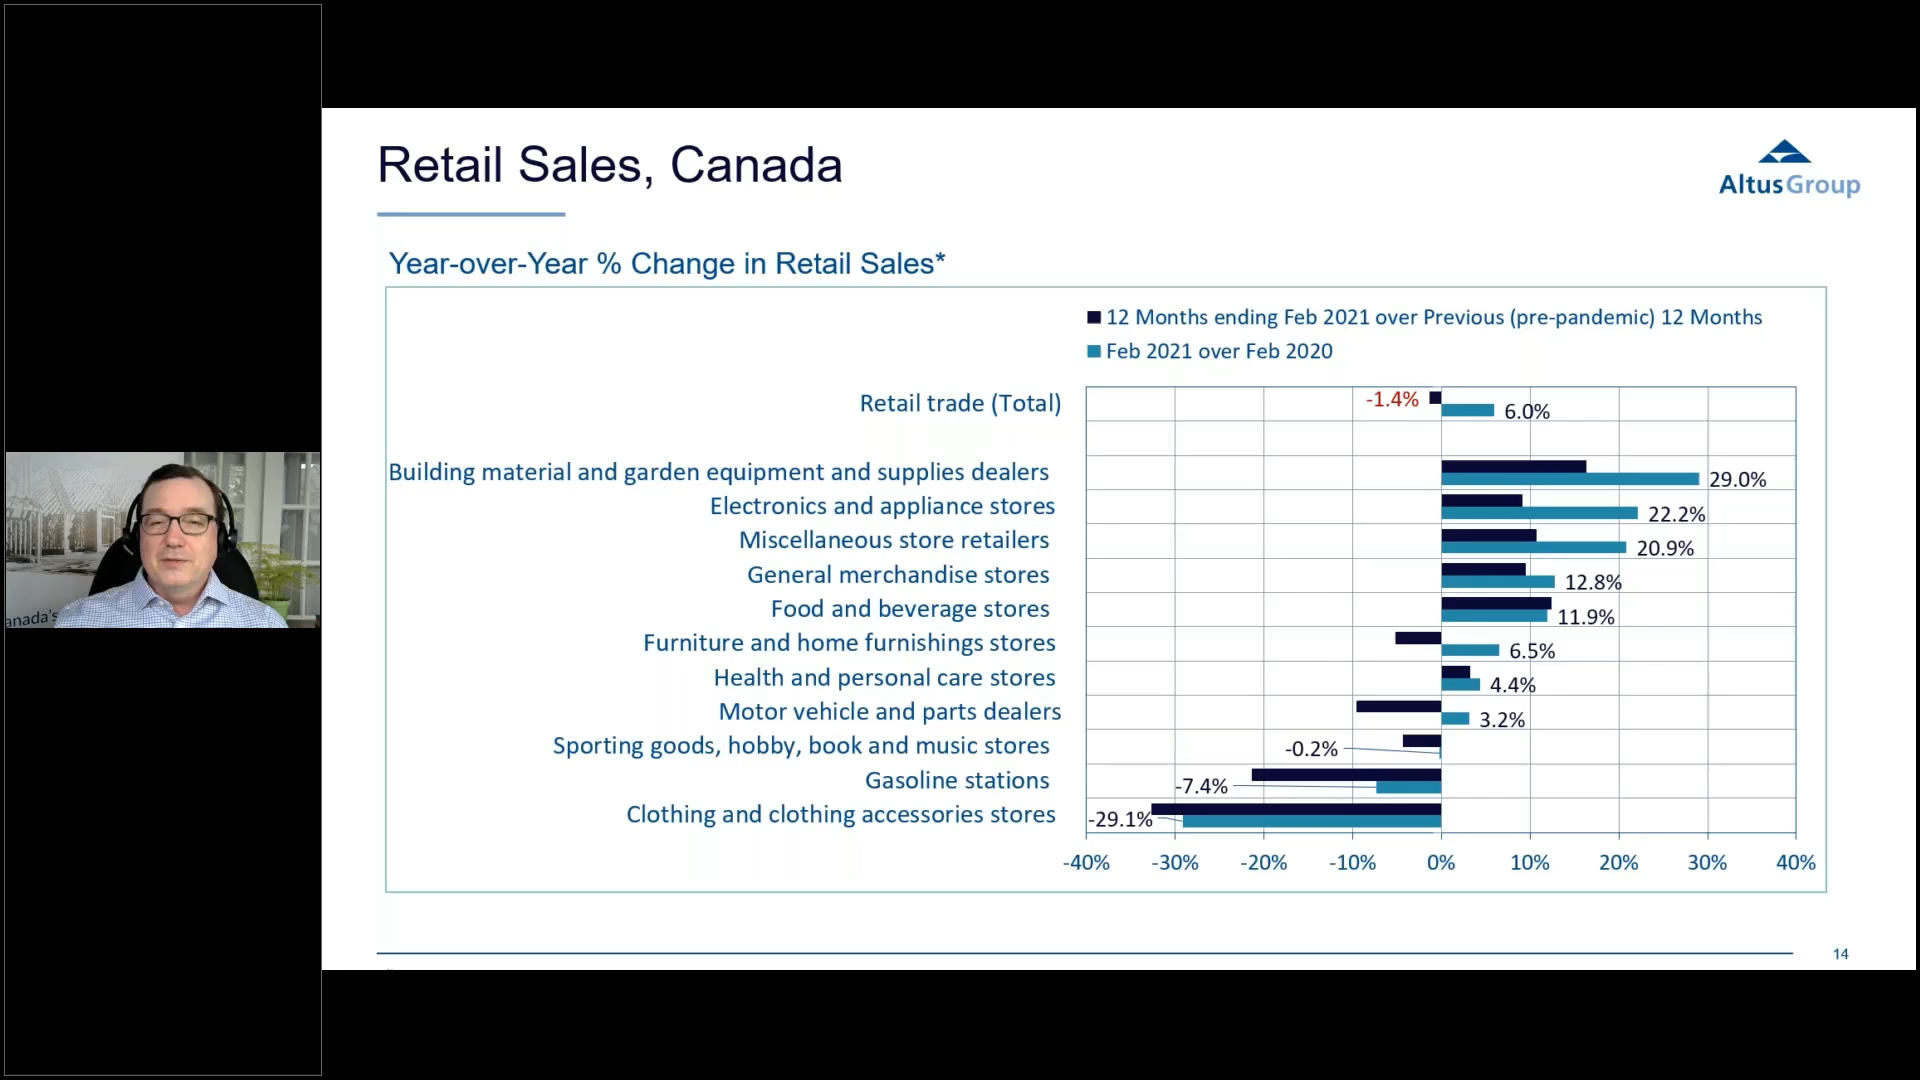 Retail Sales, Canada
AltusGroup
Year-over-Year % Change in Retail Sales*
12 Months ending Feb 2021 over Previous (pre-pandemic) 12 Months
Feb 2021 over Feb 2020
Retail trade (Total)
-1.4%
6.0%
Building material and garden equipment and supplies dealers
29.0%
Electronics and appliance stores
22.2%
Miscellaneous store retailers
20.9%
General merchandise stores
12.8%
Food and beverage stores
11.9%
Furniture and home furnishings stores
6.5%
Health and personal care stores
4.4%
Motor vehicle and parts dealers
3.2%
Sporting goods, hobby, book and music stores
-0.2%
Gasoline stations
-7.4%
Clothing and clothing accessories stores
-29.1%
-40% -30% -20% -10% 0% 10% 20% 30% 40%
anada's
14